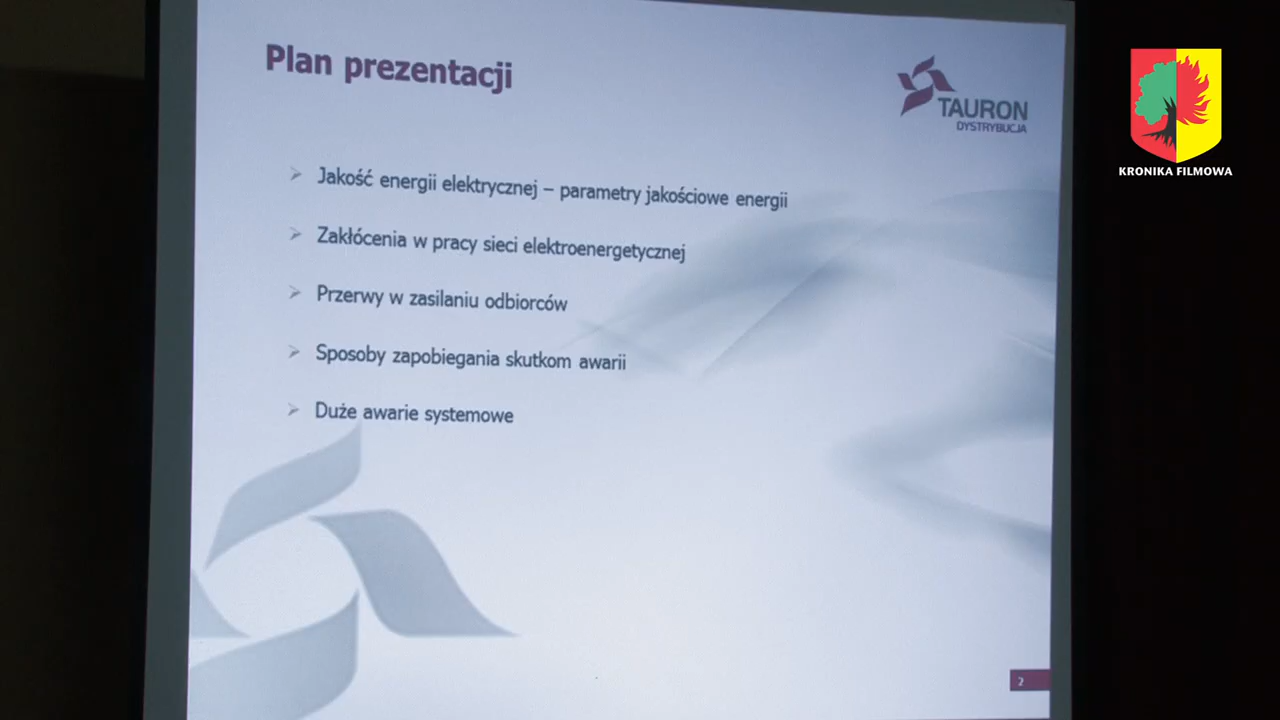 Plan prezentacji
TAURON
DYSTRYBUCJA
KRONIKA FILMOWA
Jakość energii elektrycznej – parametry jakościowe energii
Zakłócenia w pracy sieci elektroenergetycznej
Przerwy w zasilaniu odbiorców
Sposoby zapobiegania skutkom awarii
Duże awarie systemowe
2